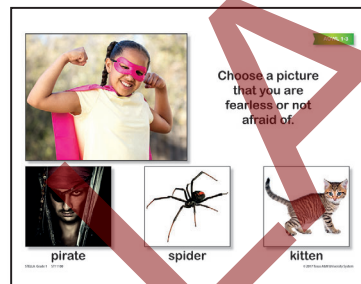 Choose a picture
that you are
fearless or not
afraid of.
pirate
spider
kitten